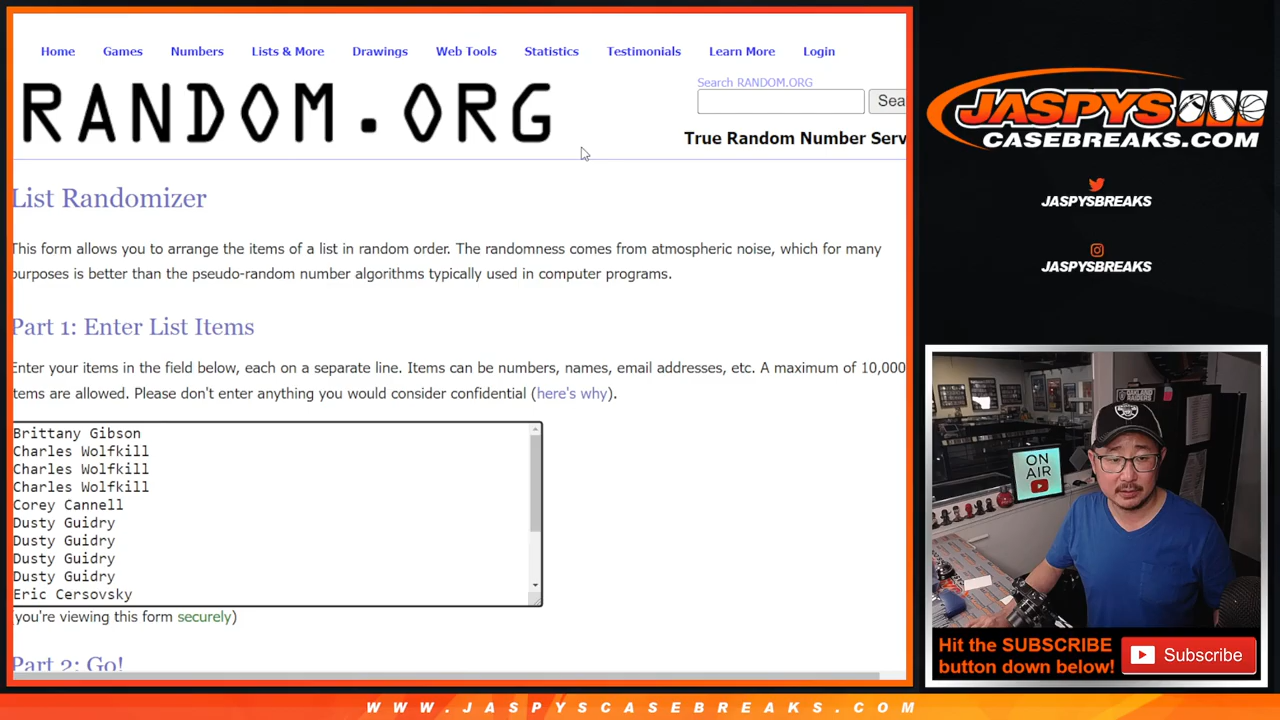 Home Games Numbers Lists & More Drawings Web Tools Statistics Testimonials Learn More Login
Search RANDOM.ORG
RANDOM.ORG
Sea
True Random Number Serv
List Randomizer
This form allows you to arrange the items of a list in random order. The randomness comes from atmospheric noise, which for many
purposes is better than the pseudo-random number algorithms typically used in computer programs.
Part 1: Enter List Items
Enter your items in the field below, each on a separate line. Items can be numbers, names, email addresses, etc. A maximum of 10,000
items are allowed. Please don't enter anything you would consider confidential (here's why).
Brittany Gibson
Charles Wolfkill
Charles Wolfkill
Charles Wolfkill
Corey Cannell
Dusty Guidry
Dusty Guidry
Dusty Guidry
Dusty Guidry
Eric Cersovsky
(you're viewing this form securely)
Part 2: Go!
JASPYS
CASEBREAKS.COM
JASPYSBREAKS
JASPYSBREAKS
ON
AIR
Hit the SUBSCRIBE
button down below!
Subscribe
WWW.JASPYSCASEBREAKS.COM